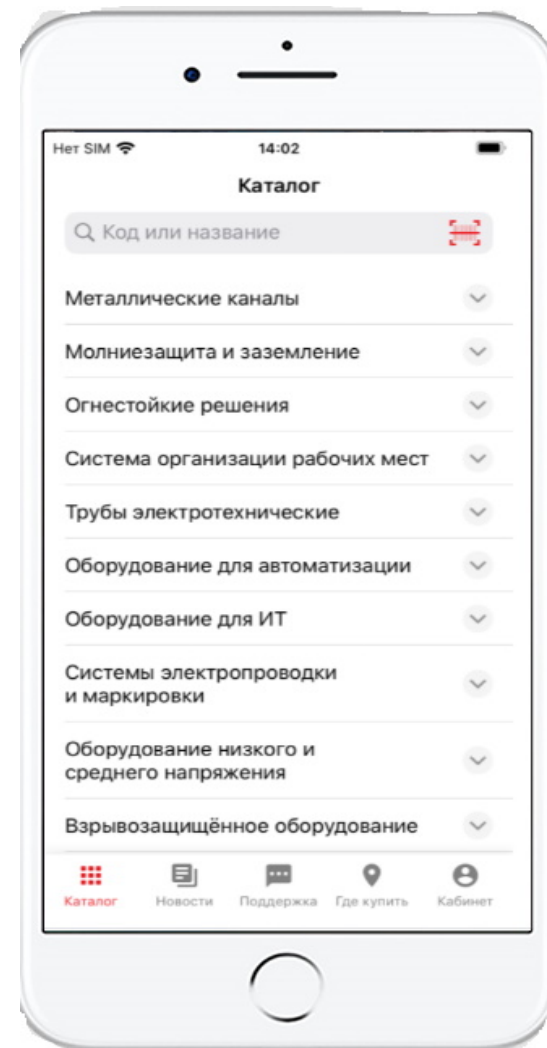 Нет SIM 14:02
Каталог
Код или название
Металлические каналы
Молниезащита и заземление
Огнестойкие решения
Система организации рабочих мест
Трубы электротехнические
Оборудование для автоматизации
Оборудование для ИТ
Системы электропроводки
и маркировки
Оборудование низкого и
среднего напряжения
Взрывозащищённое оборудование
Каталог Новости Поддержка Где купить Кабинет